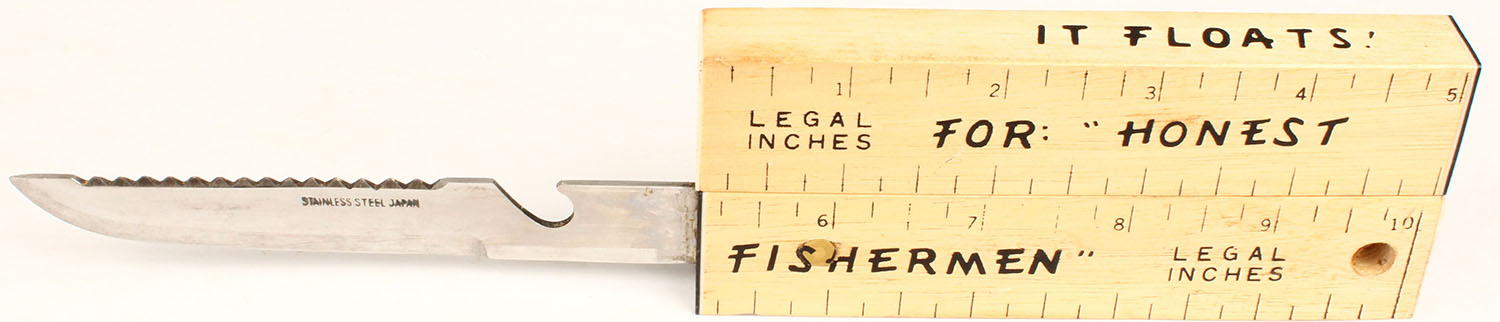 IT FLOATS!
1 2 3 4 5
LEGAL
INCHES
FOR: "HONEST
STAINLESS STEEL JAPAN
6 7 8 9 10
FISHERMEN"
LEGAL
INCHES